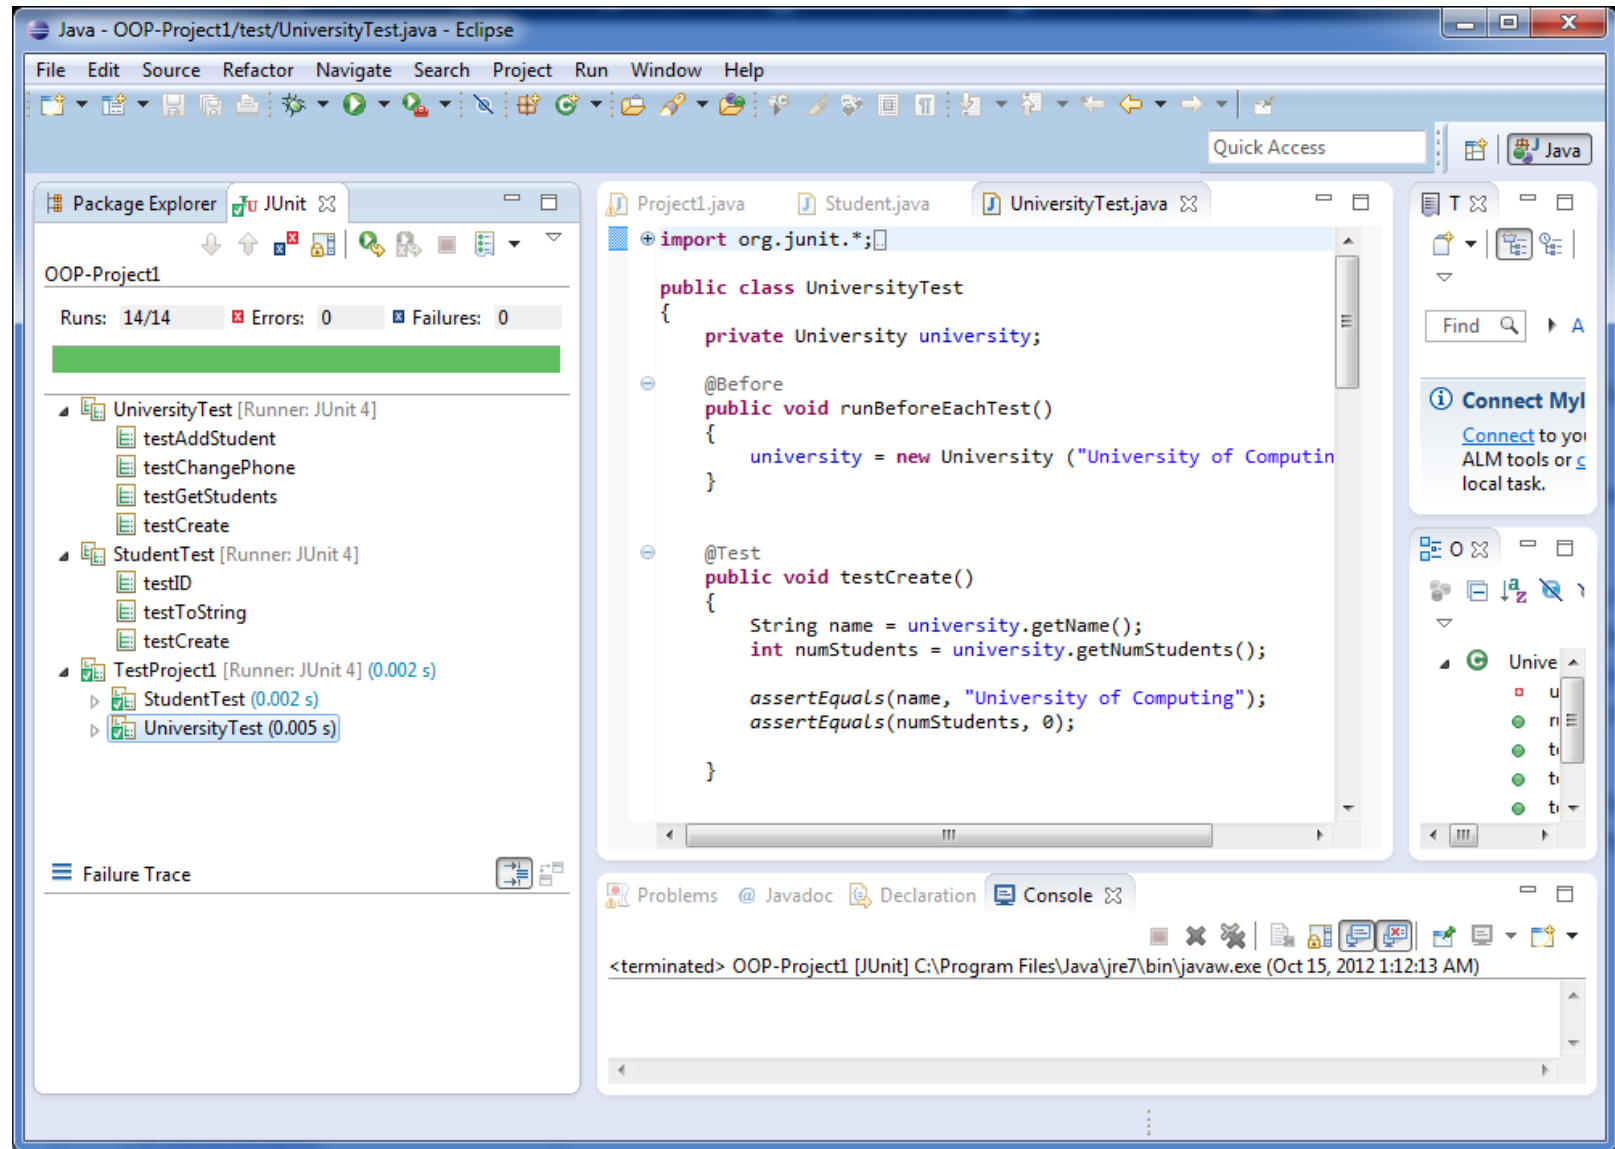 Java - OOP-Project1/test/UniversityTest.java - Eclipse
File Edit Source Refactor Navigate Search Project Run Window Help
Quick Access
Java
Package Explorer
JUnit
OOP-Project1
Runs: 14/14 Errors: 0 Failures: 0
UniversityTest [Runner: JUnit 4]
testAddStudent
testChangePhone
testGetStudents
testCreate
StudentTest [Runner: JUnit 4]
testID
testToString
testCreate
TestProject1 [Runner: JUnit 4] (0.002 s)
StudentTest (0.002 s)
UniversityTest (0.005 s)
Failure Trace
Project1.java Student.java UniversityTest.java
import org.junit.*;
public class UniversityTest
{
private University university;
@Before
public void runBeforeEachTest()
{
university = new University ("University of Computin
}
@Test
public void testCreate()
{
String name = university.getName();
int numStudents = university.getNumStudents();
assertEquals(name, "University of Computing");
assertEquals(numStudents, 0);
}
T
Find A
Connect Myl
Connect to you
ALM tools or c
local task.
O
Unive
u
ru
te
te
te
Problems @ Javadoc Declaration Console
<terminated> OOP-Project1 [JUnit] C:\Program Files\Java\jre7\bin\javaw.exe (Oct 15, 2012 1:12:13 AM)